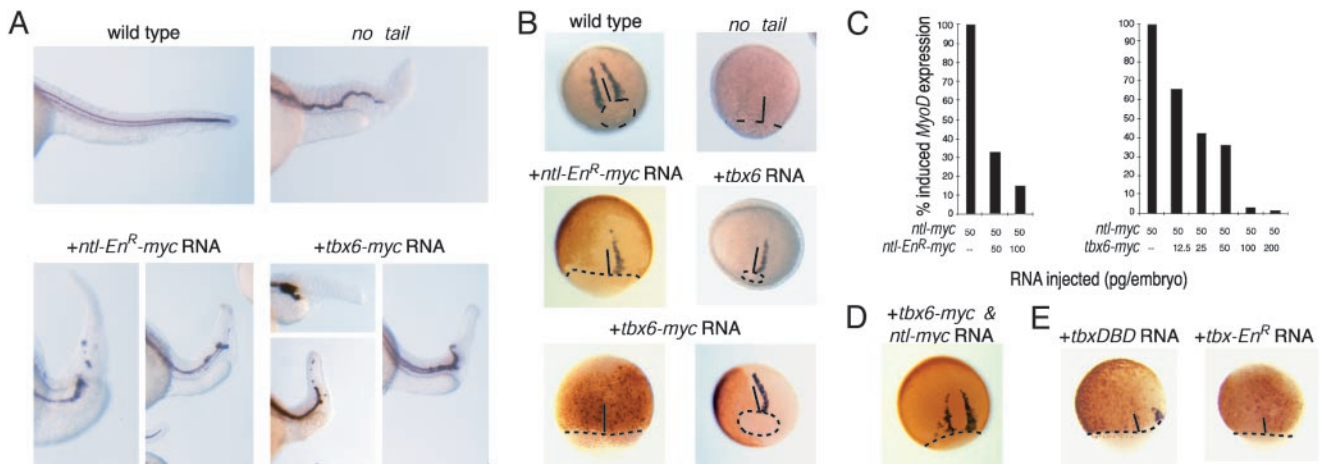 A
wild type
no tail
+ntl-En^R-myc RNA
+tbx6-myc RNA
B
wild type
no tail
+ntl-En^R-myc RNA
+tbx6 RNA
+tbx6-myc RNA
C
% induced MyoD expression
100
90
80
70
60
50
40
30
20
10
0
ntl-myc 50 50 50
ntl-En^R-myc -- 50 100
100
90
80
70
60
50
40
30
20
10
0
ntl-myc 50 50 50 50 50 50
tbx6-myc -- 12.5 25 50 100 200
RNA injected (pg/embryo)
D
+tbx6-myc &
ntl-myc RNA
E
+tbxDBD RNA
+tbx-En^R RNA